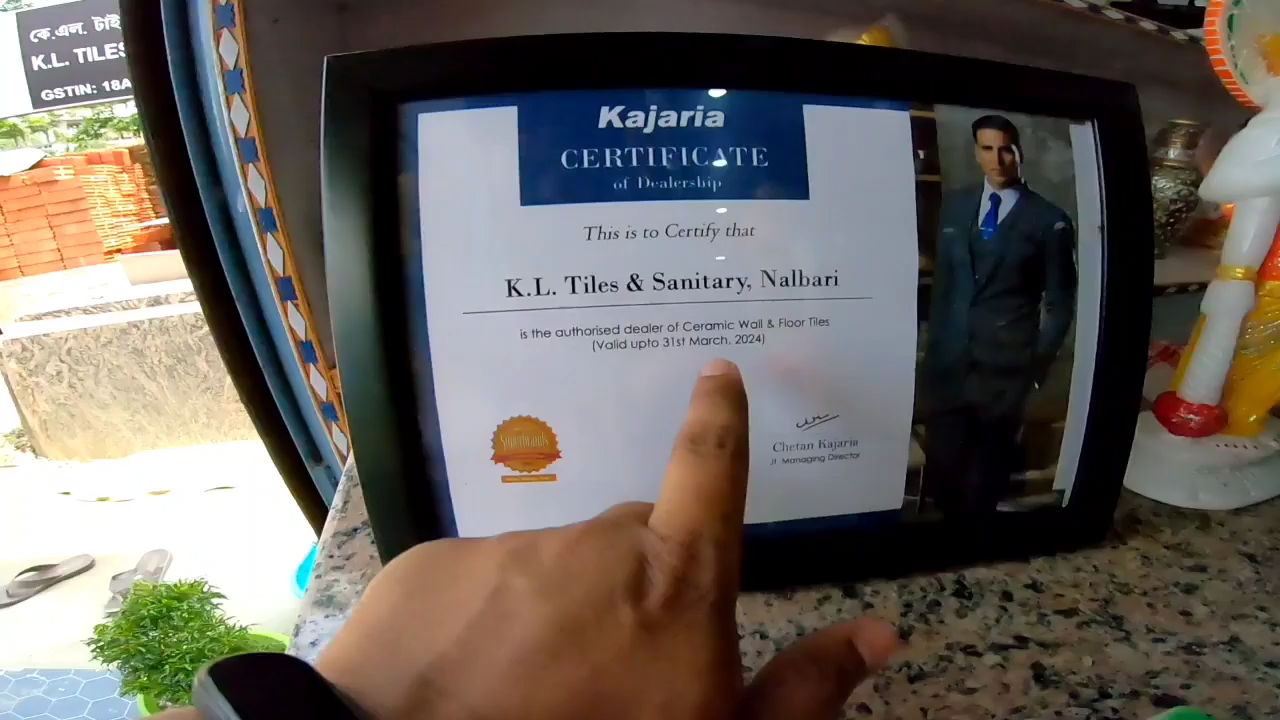 কে.এল. টাই
K.L. TILES
GSTIN: 18A
Kajaria
CERTIFICATE
of Dealership
This is to Certify that
K.L. Tiles & Sanitary, Nalbari
is the authorised dealer of Ceramic Wall & Floor Tiles
(Valid upto 31st March, 2024)
Superbrands
Chetan Kajaria
Jt Managing Director